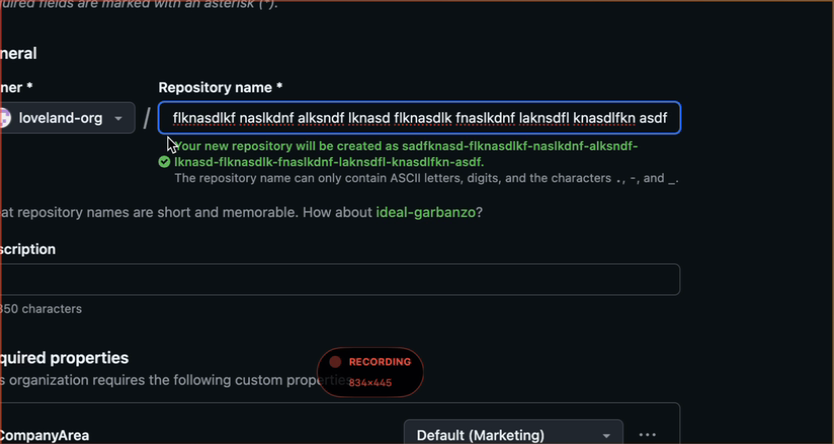 uired fields are marked with an asterisk (*).
neral
ner *
Repository name *
loveland-org
/
flknasdlkf naslkdnf alksndf lknasd flknasdlk fnaslkdnf laknsdfl knasdlfkn asdf
Your new repository will be created as sadfknasd-flknasdlkf-naslkdnf-alksndf-
lknasd-flknasdlk-fnaslkdnf-laknsdfl-knasdlfkn-asdf.
The repository name can only contain ASCII letters, digits, and the characters ., -, and _.
at repository names are short and memorable. How about ideal-garbanzo?
scription
350 characters
quired properties
s organization requires the following custom properties.
RECORDING
834×445
CompanyArea
Default (Marketing)